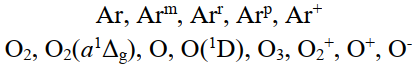 Ar, Arᵐ, Arʳ, Arᵖ, Ar⁺
O₂, O₂(a¹Δg), O, O(¹D), O₃, O₂⁺, O⁺, O⁻